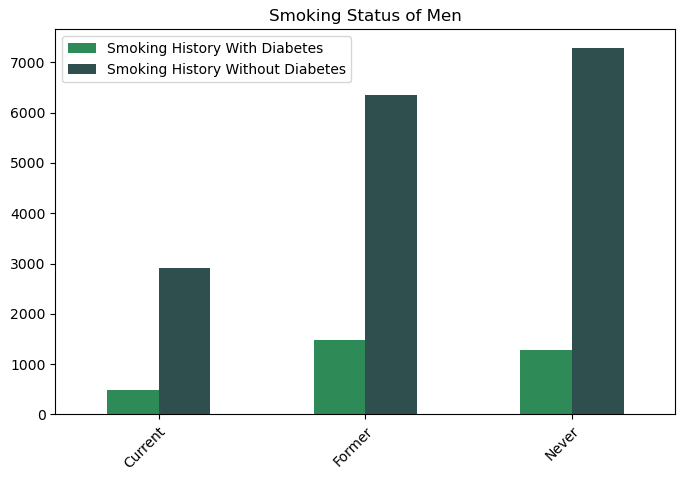 Smoking Status of Men
Smoking History With Diabetes
Smoking History Without Diabetes
7000
6000
5000
4000
3000
2000
1000
0
Current
Former
Never